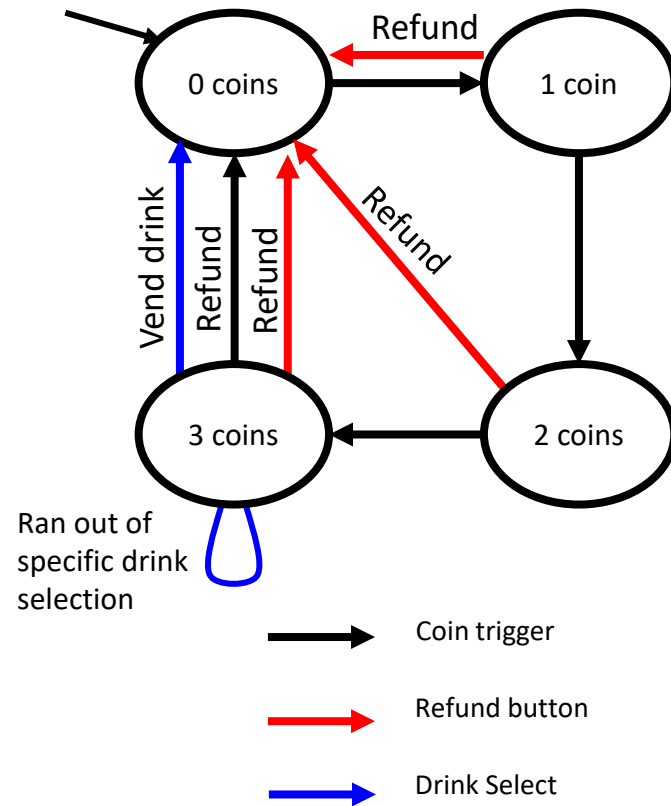 Refund
0 coins
1 coin
Vend drink
Refund
Refund
Refund
3 coins
2 coins
Ran out of
specific drink
selection
Coin trigger
Refund button
Drink Select